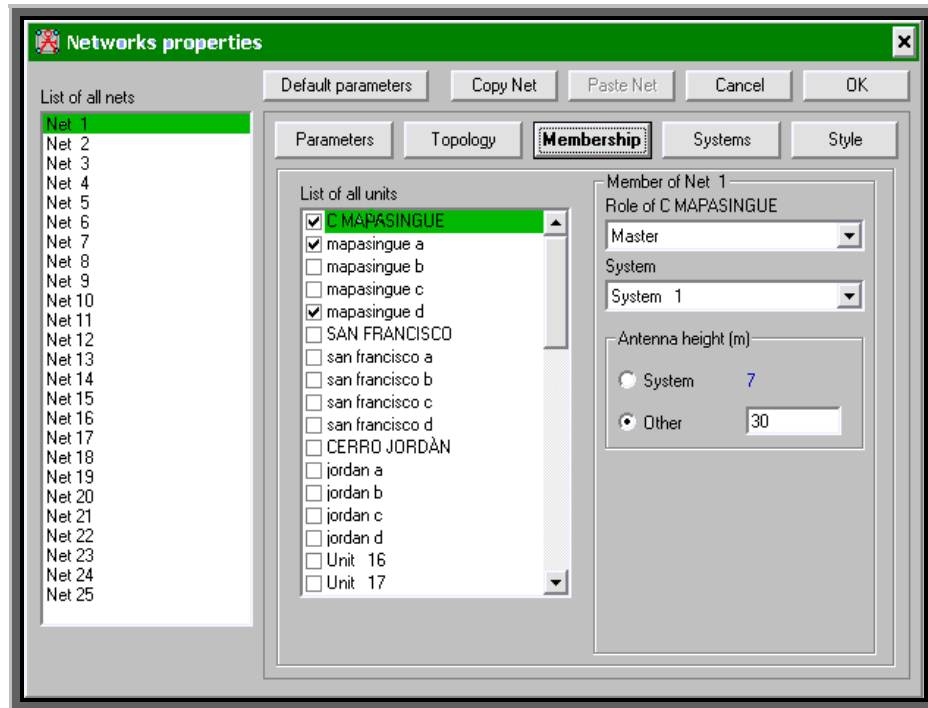 Networks properties
Default parameters Copy Net Paste Net Cancel OK
List of all nets
Net 1
Net 2
Net 3
Net 4
Net 5
Net 6
Net 7
Net 8
Net 9
Net 10
Net 11
Net 12
Net 13
Net 14
Net 15
Net 16
Net 17
Net 18
Net 19
Net 20
Net 21
Net 22
Net 23
Net 24
Net 25
Parameters Topology Membership Systems Style
List of all units
C MAPASINGUE
mapasingue a
mapasingue b
mapasingue c
mapasingue d
SAN FRANCISCO
san francisco a
san francisco b
san francisco c
san francisco d
CERRO JORDÀN
jordan a
jordan b
jordan c
jordan d
Unit 16
Unit 17
Member of Net 1
Role of C MAPASINGUE
Master
System
System 1
Antenna height (m)
System 7
Other 30